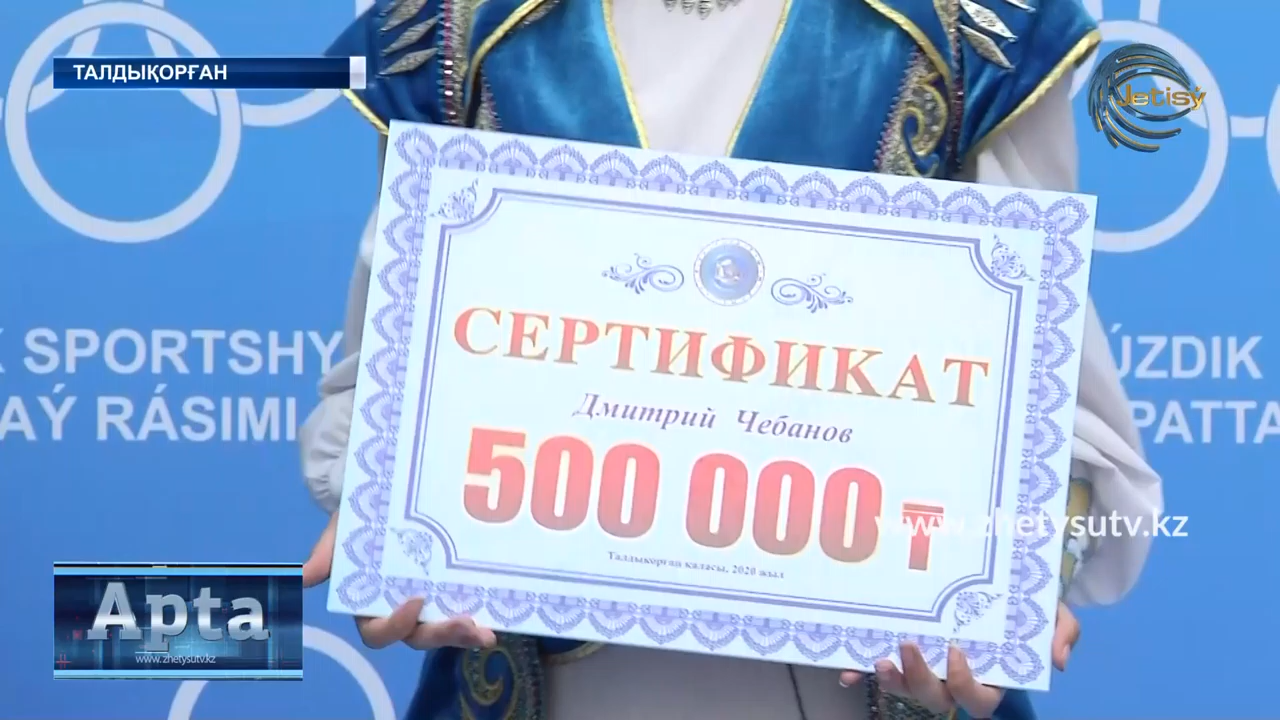 ТАЛДЫҚОРҒАН
Jetisý
K SPORTSHY
AÝ RÁSIMI
ÚZDIK
PATTA
СЕРТИФИКАТ
Дмитрий Чебанов
500 000 ₸
Талдықорған қаласы, 2020 жыл
www.zhetysutv.kz
Apta
www.zhetysutv.kz